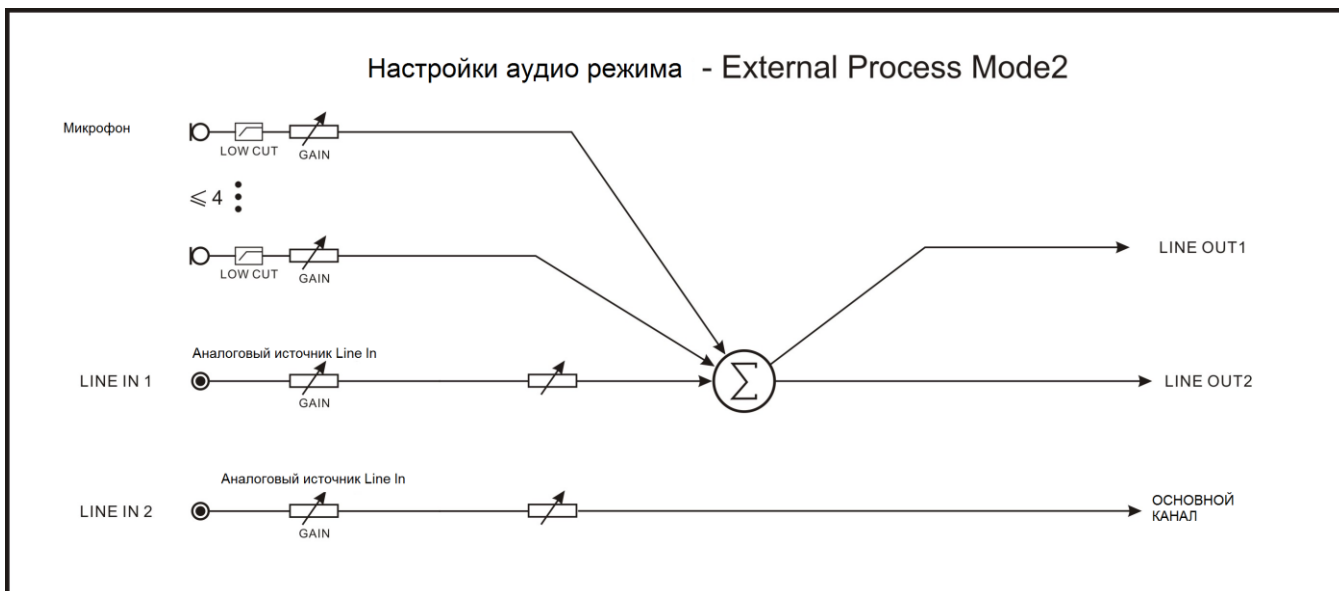 Настройки аудио режима - External Process Mode2
Микрофон
LOW CUT
GAIN
⩽ 4
LOW CUT
GAIN
LINE OUT1
Аналоговый источник Line In
LINE IN 1
GAIN
Σ
LINE OUT2
Аналоговый источник Line In
LINE IN 2
GAIN
ОСНОВНОЙ
КАНАЛ